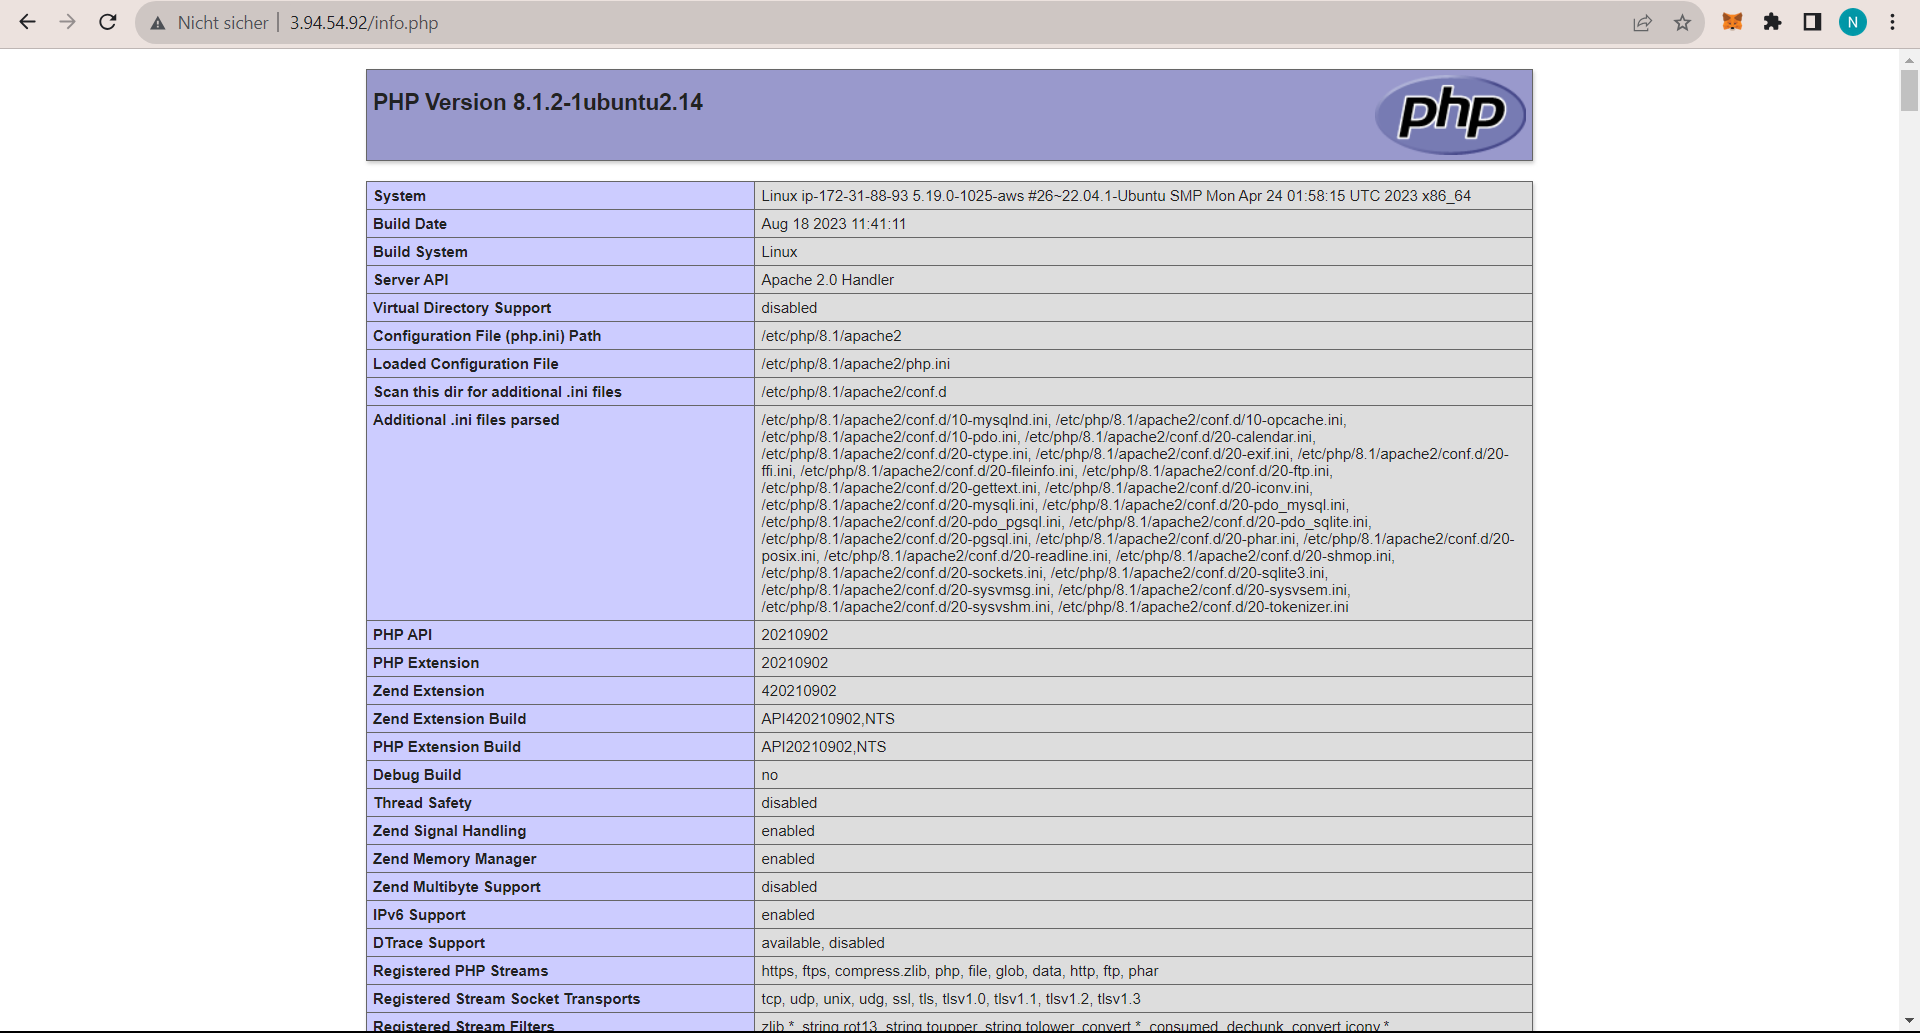 Nicht sicher 3.94.54.92/info.php
N
PHP Version 8.1.2-1ubuntu2.14
php
System Linux ip-172-31-88-93 5.19.0-1025-aws #26~22.04.1-Ubuntu SMP Mon Apr 24 01:58:15 UTC 2023 x86_64
Build Date Aug 18 2023 11:41:11
Build System Linux
Server API Apache 2.0 Handler
Virtual Directory Support disabled
Configuration File (php.ini) Path /etc/php/8.1/apache2
Loaded Configuration File /etc/php/8.1/apache2/php.ini
Scan this dir for additional .ini files /etc/php/8.1/apache2/conf.d
Additional .ini files parsed /etc/php/8.1/apache2/conf.d/10-mysqlnd.ini, /etc/php/8.1/apache2/conf.d/10-opcache.ini,
/etc/php/8.1/apache2/conf.d/10-pdo.ini, /etc/php/8.1/apache2/conf.d/20-calendar.ini,
/etc/php/8.1/apache2/conf.d/20-ctype.ini, /etc/php/8.1/apache2/conf.d/20-exif.ini, /etc/php/8.1/apache2/conf.d/20-
ffi.ini, /etc/php/8.1/apache2/conf.d/20-fileinfo.ini, /etc/php/8.1/apache2/conf.d/20-ftp.ini,
/etc/php/8.1/apache2/conf.d/20-gettext.ini, /etc/php/8.1/apache2/conf.d/20-iconv.ini,
/etc/php/8.1/apache2/conf.d/20-mysqli.ini, /etc/php/8.1/apache2/conf.d/20-pdo_mysql.ini,
/etc/php/8.1/apache2/conf.d/20-pdo_pgsql.ini, /etc/php/8.1/apache2/conf.d/20-pdo_sqlite.ini,
/etc/php/8.1/apache2/conf.d/20-pgsql.ini, /etc/php/8.1/apache2/conf.d/20-phar.ini, /etc/php/8.1/apache2/conf.d/20-
posix.ini, /etc/php/8.1/apache2/conf.d/20-readline.ini, /etc/php/8.1/apache2/conf.d/20-shmop.ini,
/etc/php/8.1/apache2/conf.d/20-sockets.ini, /etc/php/8.1/apache2/conf.d/20-sqlite3.ini,
/etc/php/8.1/apache2/conf.d/20-sysvmsg.ini, /etc/php/8.1/apache2/conf.d/20-sysvsem.ini,
/etc/php/8.1/apache2/conf.d/20-sysvshm.ini, /etc/php/8.1/apache2/conf.d/20-tokenizer.ini
PHP API 20210902
PHP Extension 20210902
Zend Extension 420210902
Zend Extension Build API420210902,NTS
PHP Extension Build API20210902,NTS
Debug Build no
Thread Safety disabled
Zend Signal Handling enabled
Zend Memory Manager enabled
Zend Multibyte Support disabled
IPv6 Support enabled
DTrace Support available, disabled
Registered PHP Streams https, ftps, compress.zlib, php, file, glob, data, http, ftp, phar
Registered Stream Socket Transports tcp, udp, unix, udg, ssl, tls, tlsv1.0, tlsv1.1, tlsv1.2, tlsv1.3
Registered Stream Filters zlib.*, string.rot13, string.toupper, string.tolower, convert.*, consumed, dechunk, convert.iconv.*